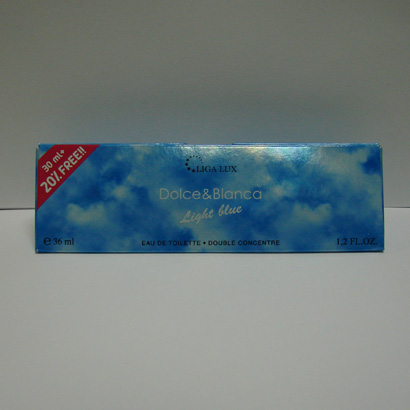 30 ml+
20% FREE!!
LIGA LUX
Dolce&Blanca
Light blue
℮ 36 ml
EAU DE TOILETTE • DOUBLE CONCENTRE
1,2 FL.OZ.